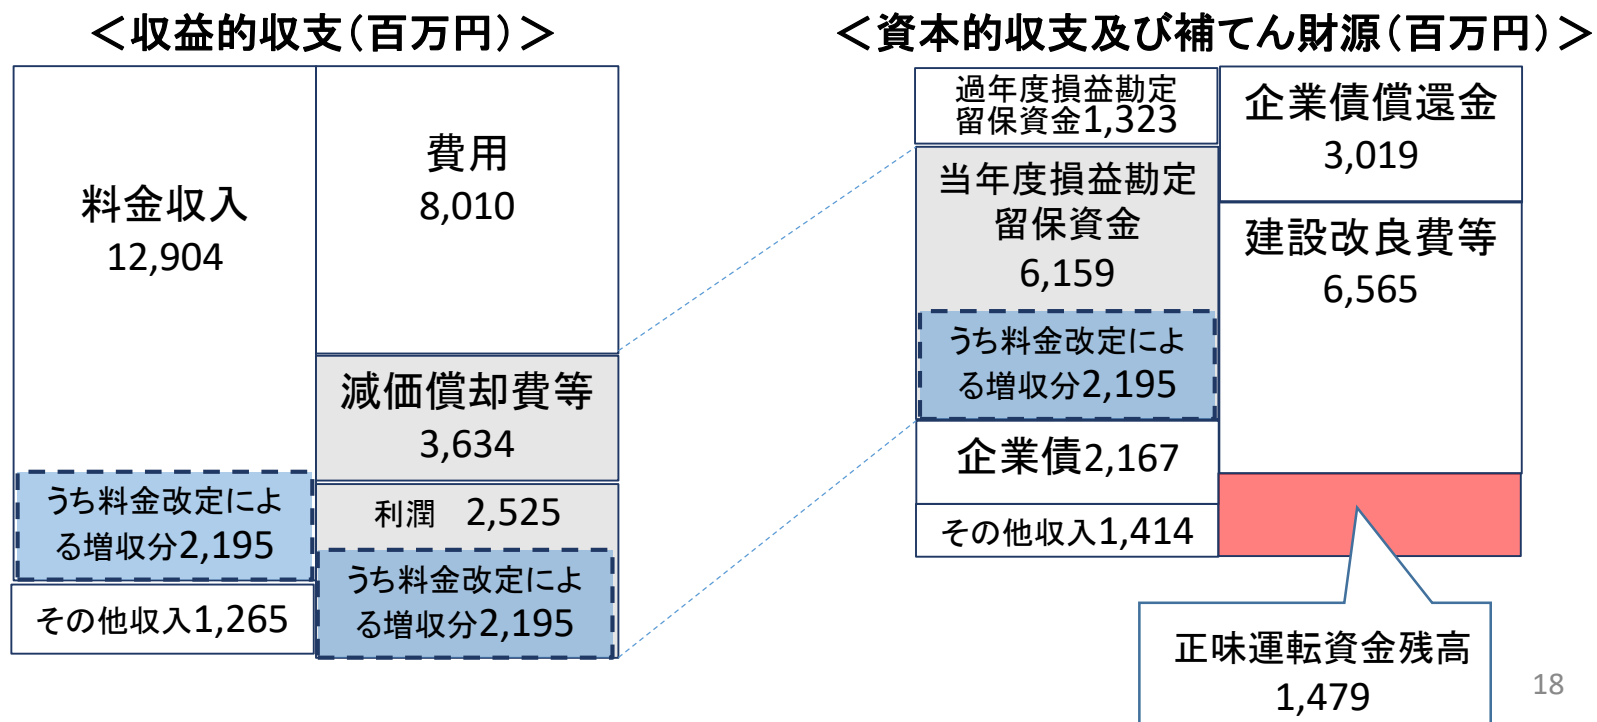 ＜収益的収支（百万円）＞
料金収入
12,904
うち料金改定によ
る増収分2,195
その他収入1,265
費用
8,010
減価償却費等
3,634
利潤　2,525
うち料金改定によ
る増収分2,195
＜資本的収支及び補てん財源（百万円）＞
過年度損益勘定
留保資金1,323
当年度損益勘定
留保資金
6,159
うち料金改定によ
る増収分2,195
企業債2,167
その他収入1,414
企業債償還金
3,019
建設改良費等
6,565
正味運転資金残高
1,479
18